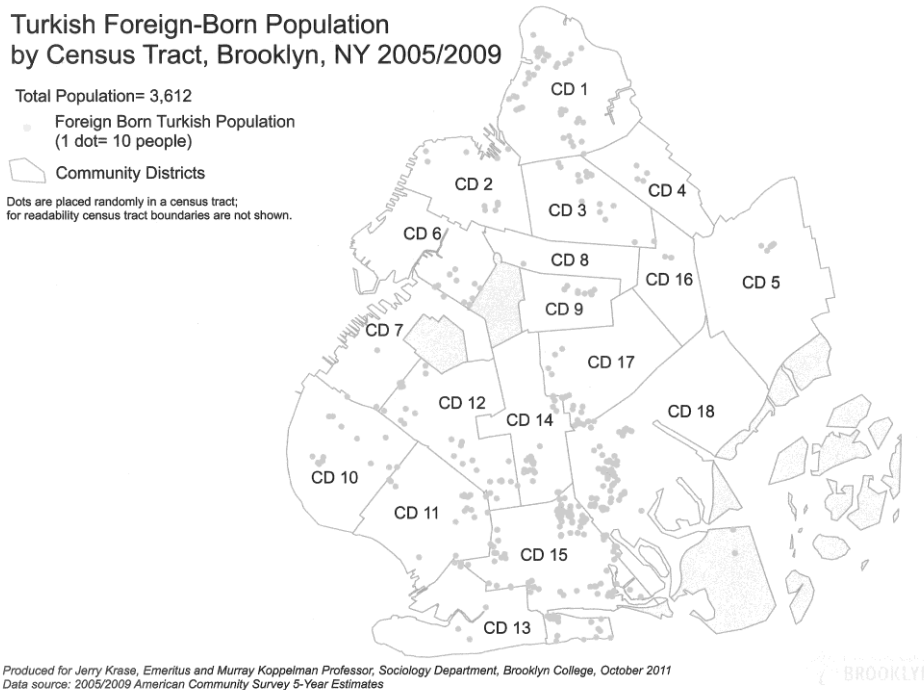 Turkish Foreign-Born Population
by Census Tract, Brooklyn, NY 2005/2009
Total Population= 3,612
Foreign Born Turkish Population
(1 dot= 10 people)
Community Districts
Dots are placed randomly in a census tract;
for readability census tract boundaries are not shown.
CD 1
CD 2
CD 4
CD 3
CD 6
CD 8
CD 16
CD 5
CD 9
CD 7
CD 17
CD 12
CD 18
CD 14
CD 10
CD 11
CD 15
CD 13
Produced for Jerry Krase, Emeritus and Murray Koppelman Professor, Sociology Department, Brooklyn College, October 2011
Data source: 2005/2009 American Community Survey 5-Year Estimates
BROOKLY